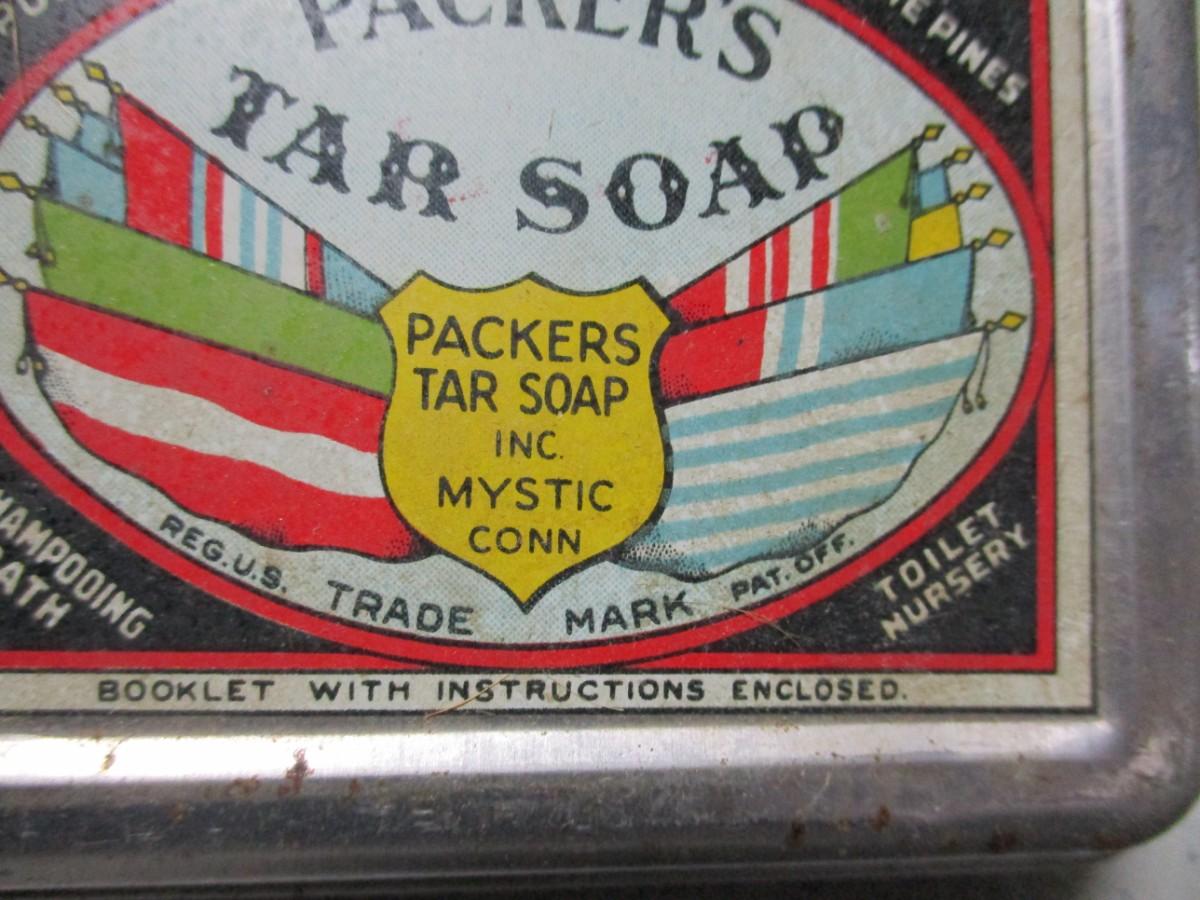 PACKER'S
PINES
TAR SOAP
PACKERS
TAR SOAP
INC.
MYSTIC
CONN
REG. U.S. TRADE MARK PAT. OFF.
TOILET
NURSERY
BOOKLET WITH INSTRUCTIONS ENCLOSED.